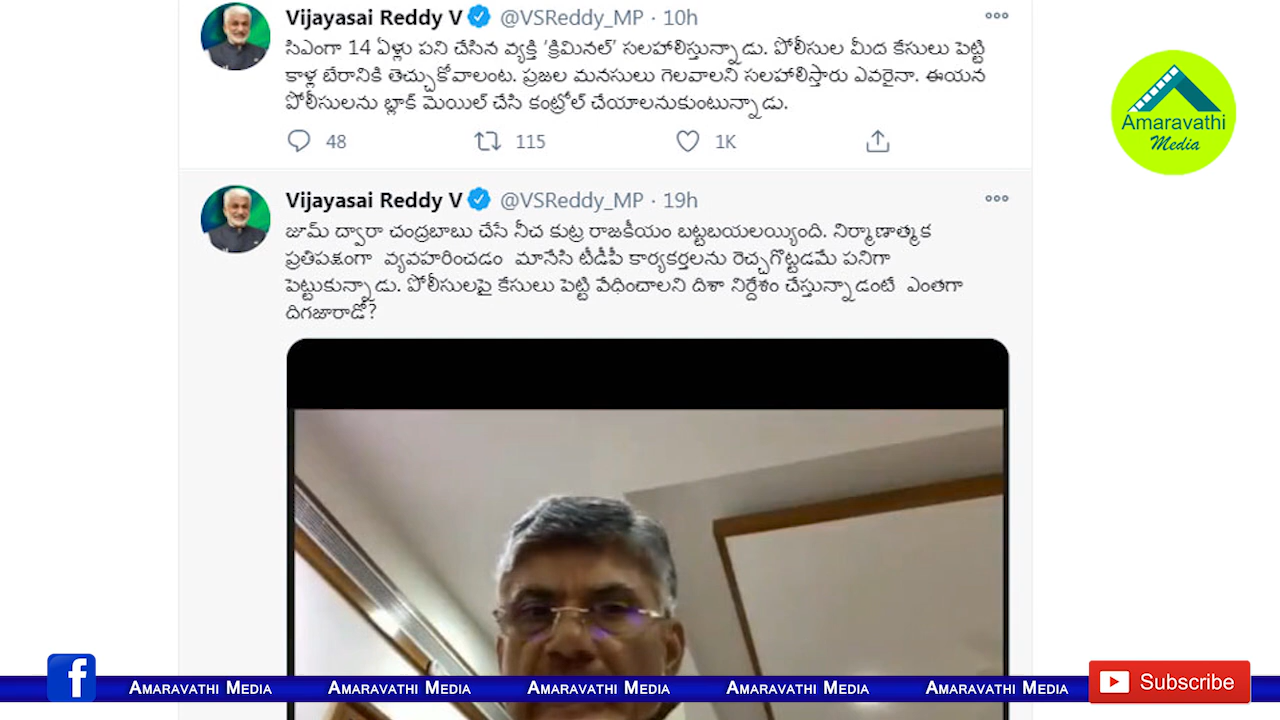 Vijayasai Reddy V @VSReddy_MP · 10h
సిఎంగా 14 ఏళ్లు పని చేసిన వ్యక్తి 'క్రిమినల్' సలహాలిస్తున్నాడు. పోలీసుల మీద కేసులు పెట్టి
కాళ్ల బేరానికి తెచ్చుకోవాలంట. ప్రజల మనసులు గెలవాలని సలహాలిస్తారు ఎవరైనా. ఈయన
పోలీసులను బ్లాక్ మెయిల్ చేసి కంట్రోల్ చేయాలనుకుంటున్నాడు.
48 115 1K
Vijayasai Reddy V @VSReddy_MP · 19h
జూమ్ ద్వారా చంద్రబాబు చేసే నీచ కుట్ర రాజకీయం బట్టబయలయ్యింది. నిర్మాణాత్మక
ప్రతిపక్షంగా వ్యవహరించడం మానేసి టీడీపీ కార్యకర్తలను రెచ్చగొట్టడమే పనిగా
పెట్టుకున్నాడు. పోలీసులపై కేసులు పెట్టి వేధించాలని దిశా నిర్దేశం చేస్తున్నాడంటే ఎంతగా
దిగజారాడో?
Amaravathi
Media
f
Amaravathi Media Amaravathi Media Amaravathi Media Amaravathi Media Amaravathi Media
Subscribe